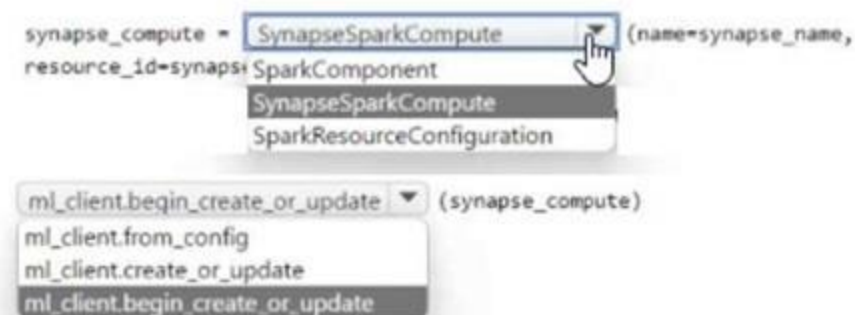 synapse_compute = SynapseSparkCompute (name=synapse_name,
resource_id=synaps
SparkComponent
SynapseSparkCompute
SparkResourceConfiguration
ml_client.begin_create_or_update (synapse_compute)
ml_client.from_config
ml_client.create_or_update
ml_client.begin_create_or_update